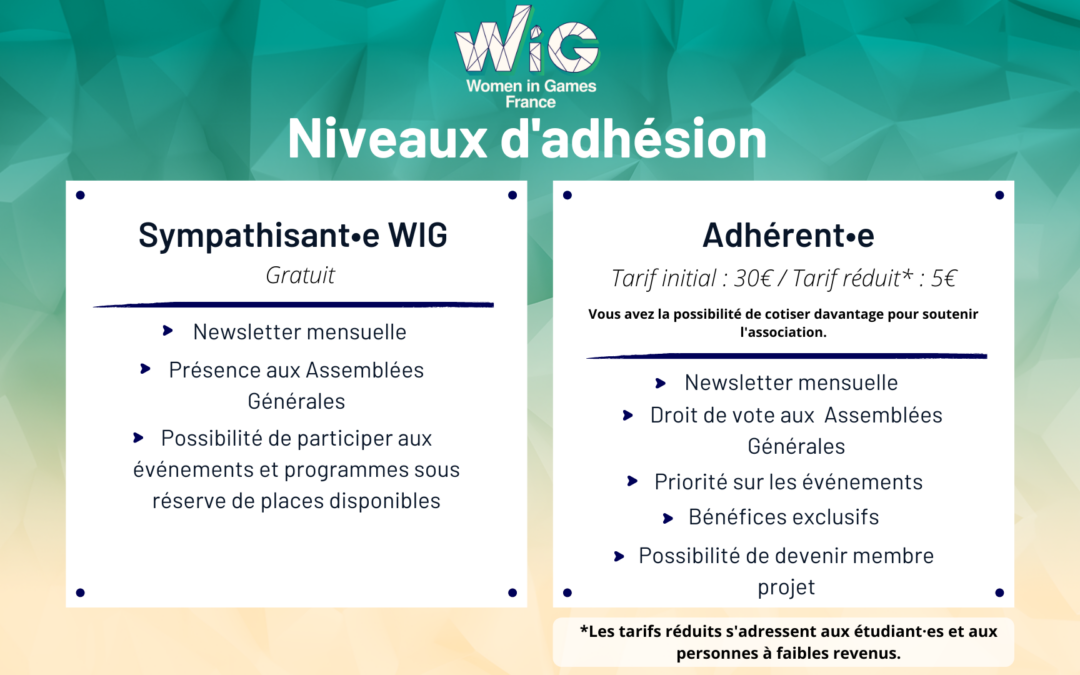 WiG
Women in Games
France
Niveaux d'adhésion
Sympathisant•e WIG
Gratuit
Newsletter mensuelle
Présence aux Assemblées
Générales
Possibilité de participer aux
événements et programmes sous
réserve de places disponibles
Adhérent•e
Tarif initial : 30€ / Tarif réduit* : 5€
Vous avez la possibilité de cotiser davantage pour soutenir
l'association.
Newsletter mensuelle
Droit de vote aux Assemblées
Générales
Priorité sur les événements
Bénéfices exclusifs
Possibilité de devenir membre
projet
*Les tarifs réduits s'adressent aux étudiant·es et aux
personnes à faibles revenus.